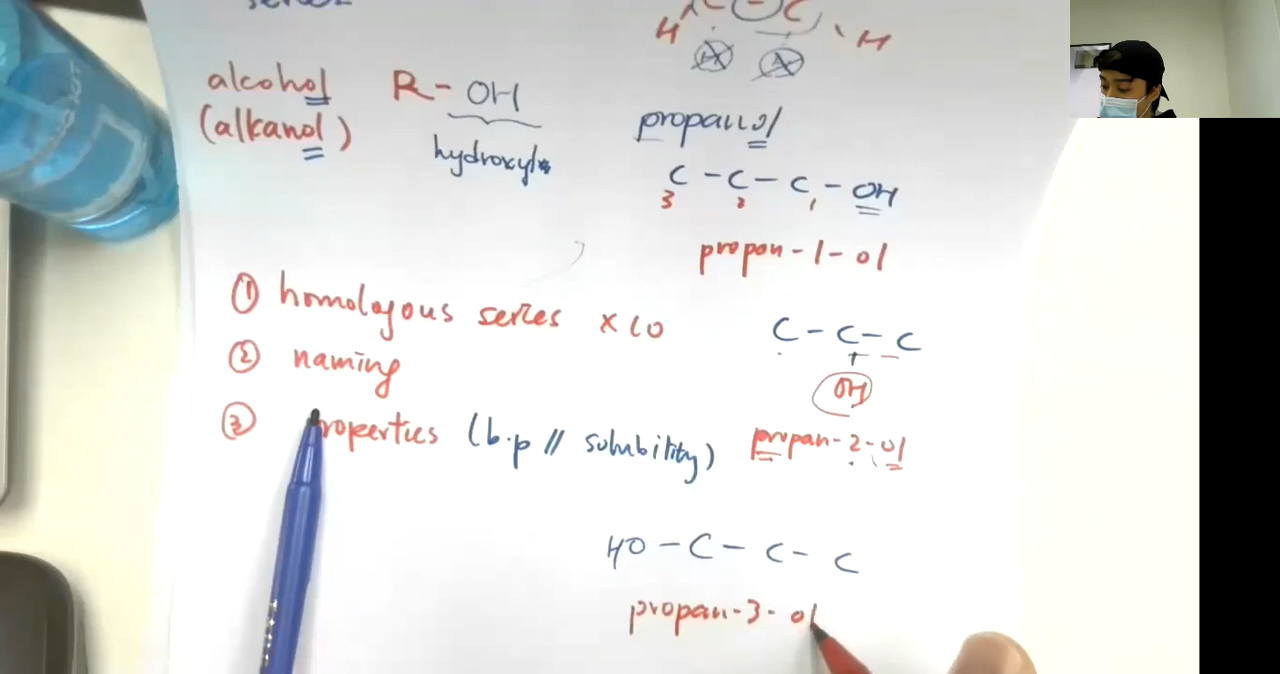 H C C H
alcohol R-OH
(alkanol) hydroxyl
propanol
C-C-C-OH
3 2 1
propan-1-ol
① homologous series ×10
② naming
③ properties (b.p // solubility)
C-C-C
OH
propan-2-ol
HO-C-C-C
propan-3-ol